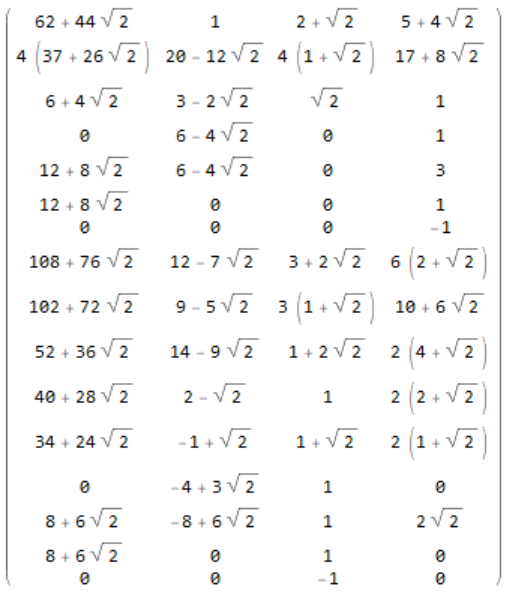 62 + 44 √2 1 2 + √2 5 + 4 √2
4 (37 + 26 √2) 20 - 12 √2 4 (1 + √2) 17 + 8 √2
6 + 4 √2 3 - 2 √2 √2 1
0 6 - 4 √2 0 1
12 + 8 √2 6 - 4 √2 0 3
12 + 8 √2 0 0 1
0 0 0 -1
108 + 76 √2 12 - 7 √2 3 + 2 √2 6 (2 + √2)
102 + 72 √2 9 - 5 √2 3 (1 + √2) 10 + 6 √2
52 + 36 √2 14 - 9 √2 1 + 2 √2 2 (4 + √2)
40 + 28 √2 2 - √2 1 2 (2 + √2)
34 + 24 √2 -1 + √2 1 + √2 2 (1 + √2)
0 -4 + 3 √2 1 0
8 + 6 √2 -8 + 6 √2 1 2 √2
8 + 6 √2 0 1 0
0 0 -1 0